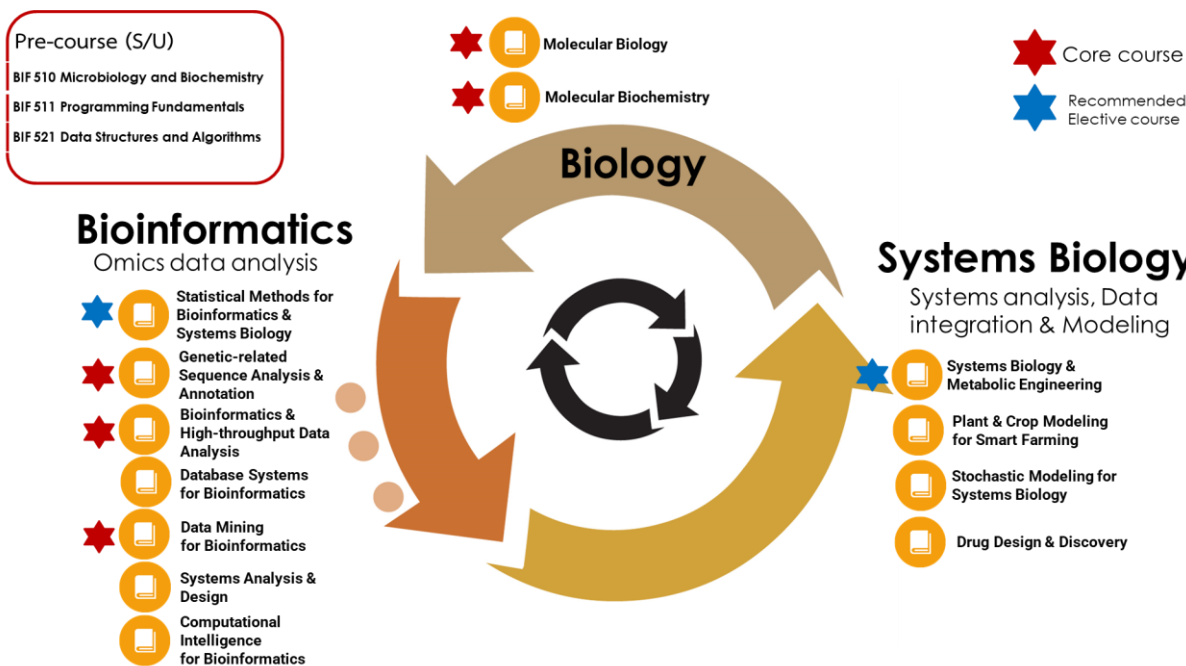 Pre-course (S/U)
BIF 510 Microbiology and Biochemistry
BIF 511 Programming Fundamentals
BIF 521 Data Structures and Algorithms
Molecular Biology
Molecular Biochemistry
Core course
Recommended
Elective course
Biology
Bioinformatics
Omics data analysis
Statistical Methods for
Bioinformatics &
Systems Biology
Genetic-related
Sequence Analysis &
Annotation
Bioinformatics &
High-throughput Data
Analysis
Database Systems
for Bioinformatics
Data Mining
for Bioinformatics
Systems Analysis &
Design
Computational
Intelligence
for Bioinformatics
Systems Biology
Systems analysis, Data
integration & Modeling
Systems Biology &
Metabolic Engineering
Plant & Crop Modeling
for Smart Farming
Stochastic Modeling for
Systems Biology
Drug Design & Discovery